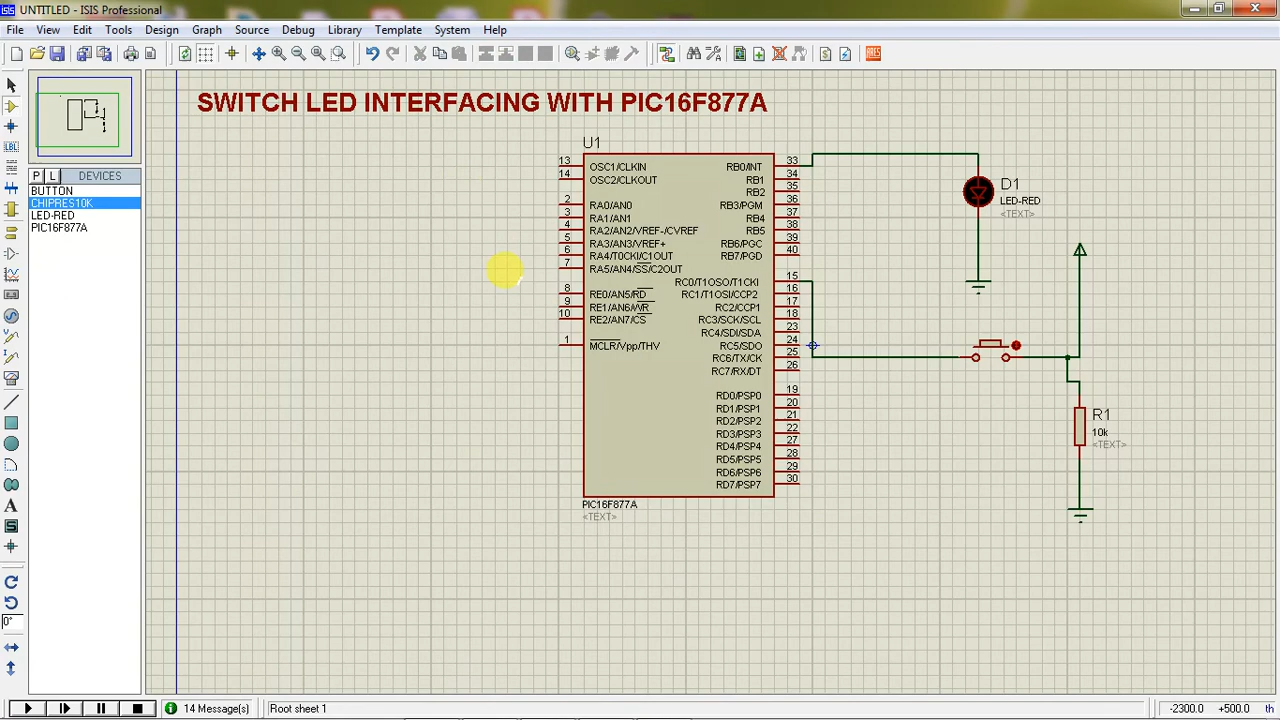 UNTITLED - ISIS Professional
File View Edit Tools Design Graph Source Debug Library Template System Help
ARES
LBL
P L DEVICES
BUTTON
CHIPRES10K
LED-RED
PIC16F877A
A
S
0°
SWITCH LED INTERFACING WITH PIC16F877A
U1
13 OSC1/CLKIN RB0/INT 33
14 OSC2/CLKOUT RB1 34
RB2 35
2 RA0/AN0 RB3/PGM 36
3 RA1/AN1 RB4 37
4 RA2/AN2/VREF-/CVREF RB5 38
5 RA3/AN3/VREF+ RB6/PGC 39
6 RA4/T0CKI/C1OUT RB7/PGD 40
7 RA5/AN4/SS/C2OUT
RC0/T1OSO/T1CKI 15
8 RE0/AN5/RD RC1/T1OSI/CCP2 16
9 RE1/AN6/WR RC2/CCP1 17
10 RE2/AN7/CS RC3/SCK/SCL 18
RC4/SDI/SDA 23
1 MCLR/Vpp/THV RC5/SDO 24
RC6/TX/CK 25
RC7/RX/DT 26
RD0/PSP0 19
RD1/PSP1 20
RD2/PSP2 21
RD3/PSP3 22
RD4/PSP4 27
RD5/PSP5 28
RD6/PSP6 29
RD7/PSP7 30
PIC16F877A
<TEXT>
D1
LED-RED
<TEXT>
R1
10k
<TEXT>
14 Message(s) Root sheet 1 -2300.0 +500.0 th